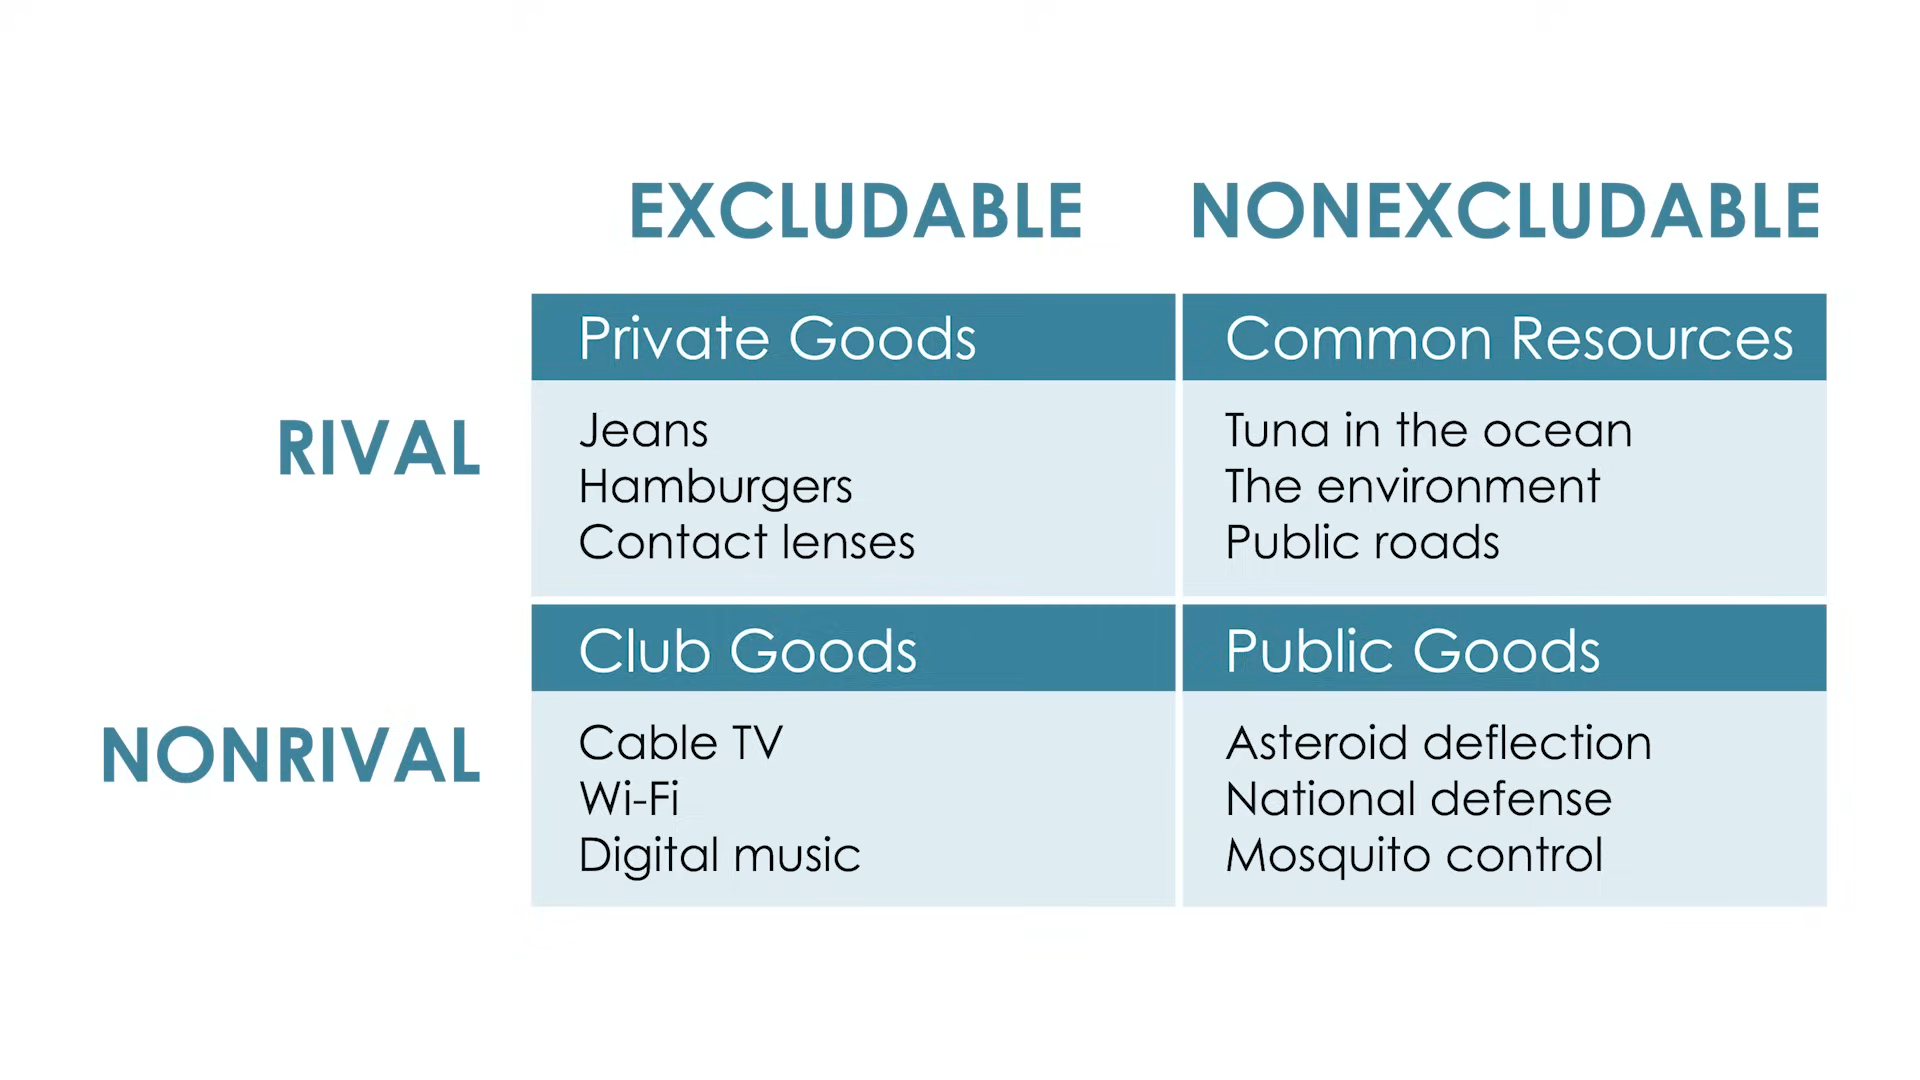 EXCLUDABLE
NONEXCLUDABLE
RIVAL
Private Goods
Jeans
Hamburgers
Contact lenses
Common Resources
Tuna in the ocean
The environment
Public roads
NONRIVAL
Club Goods
Cable TV
Wi-Fi
Digital music
Public Goods
Asteroid deflection
National defense
Mosquito control